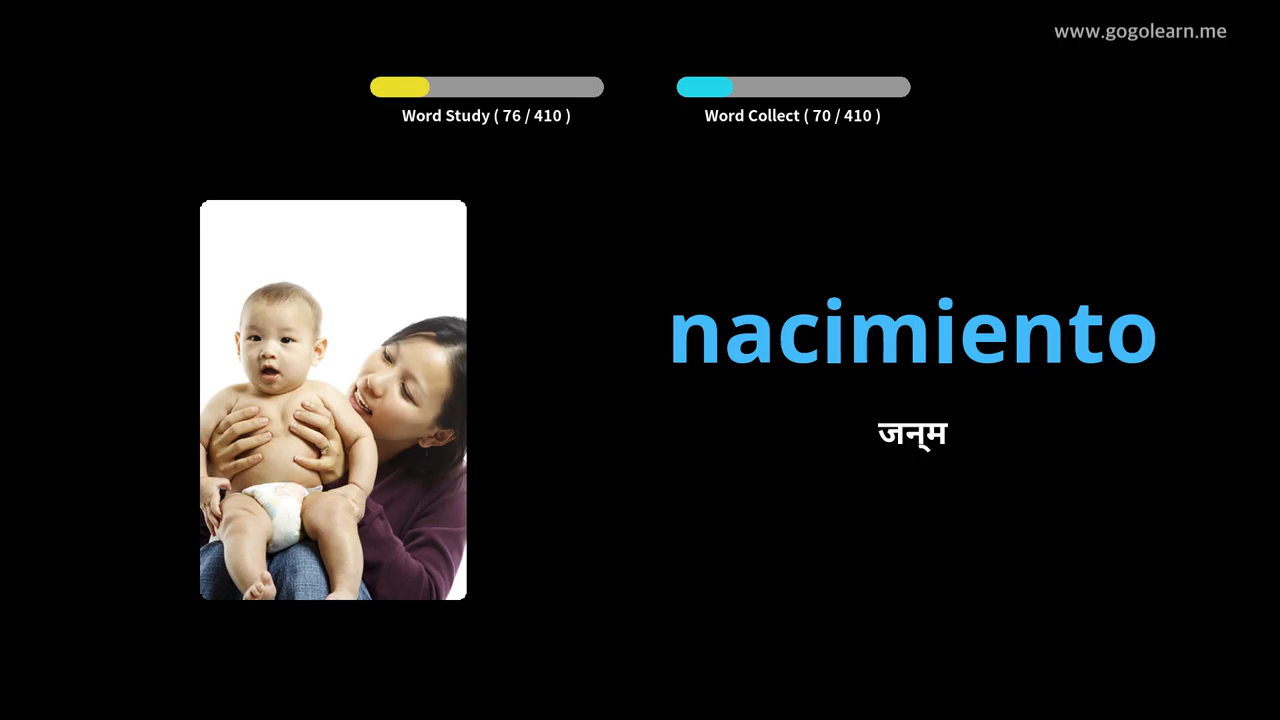 www.gogolearn.me
Word Study ( 76 / 410 )
Word Collect ( 70 / 410 )
nacimiento
जन्‌म